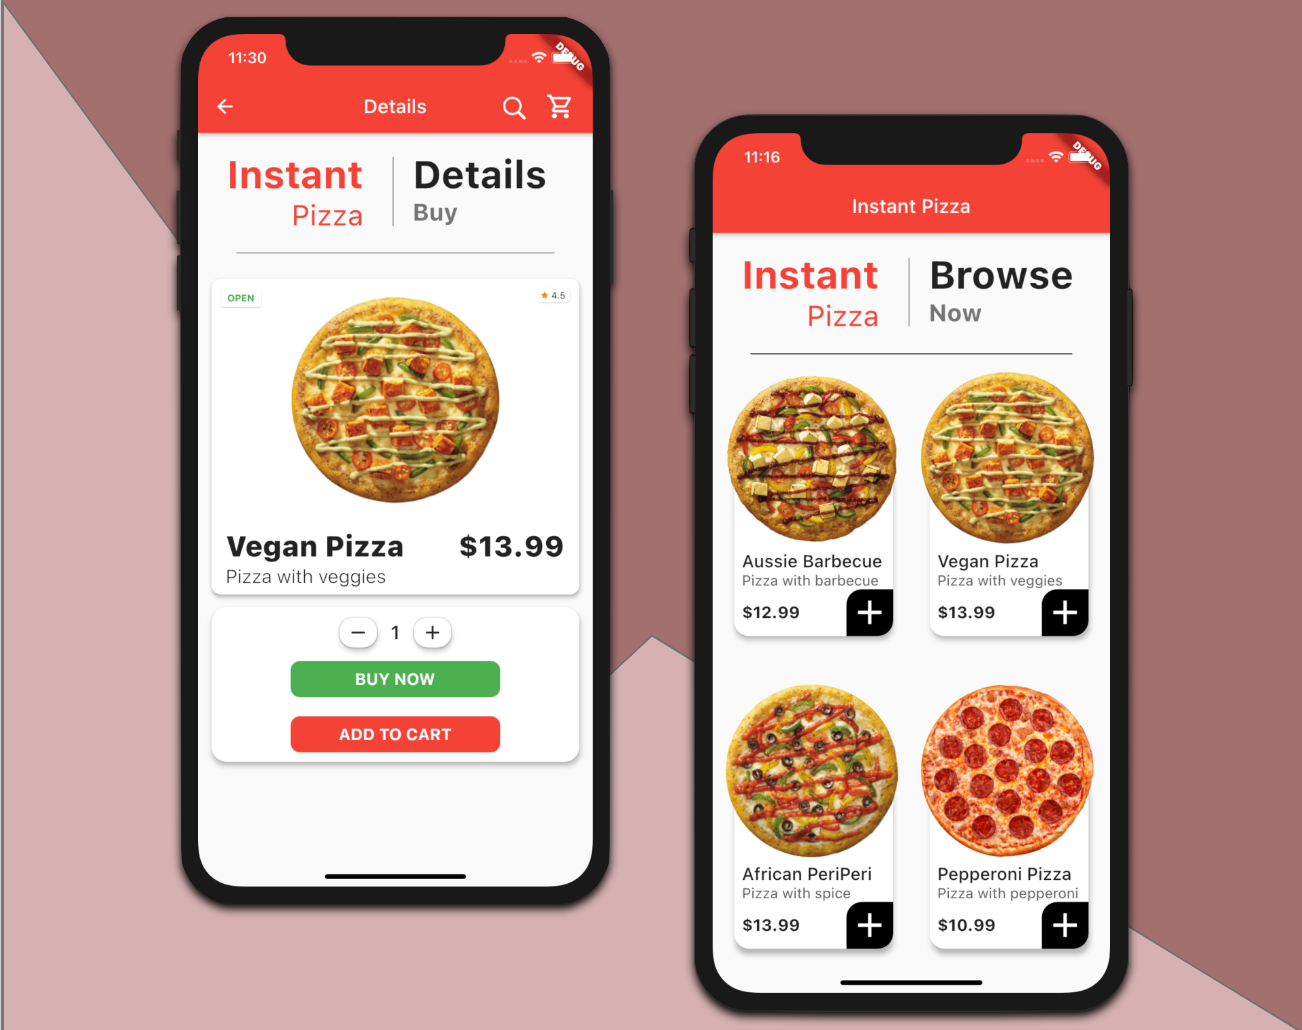 11:30
DEBUG
Details
Instant
Pizza
Details
Buy
OPEN
4.5
Vegan Pizza
$13.99
Pizza with veggies
1
BUY NOW
ADD TO CART
11:16
DEBUG
Instant Pizza
Instant
Pizza
Browse
Now
Aussie Barbecue
Pizza with barbecue
$12.99
Vegan Pizza
Pizza with veggies
$13.99
African PeriPeri
Pizza with spice
$13.99
Pepperoni Pizza
Pizza with pepperoni
$10.99